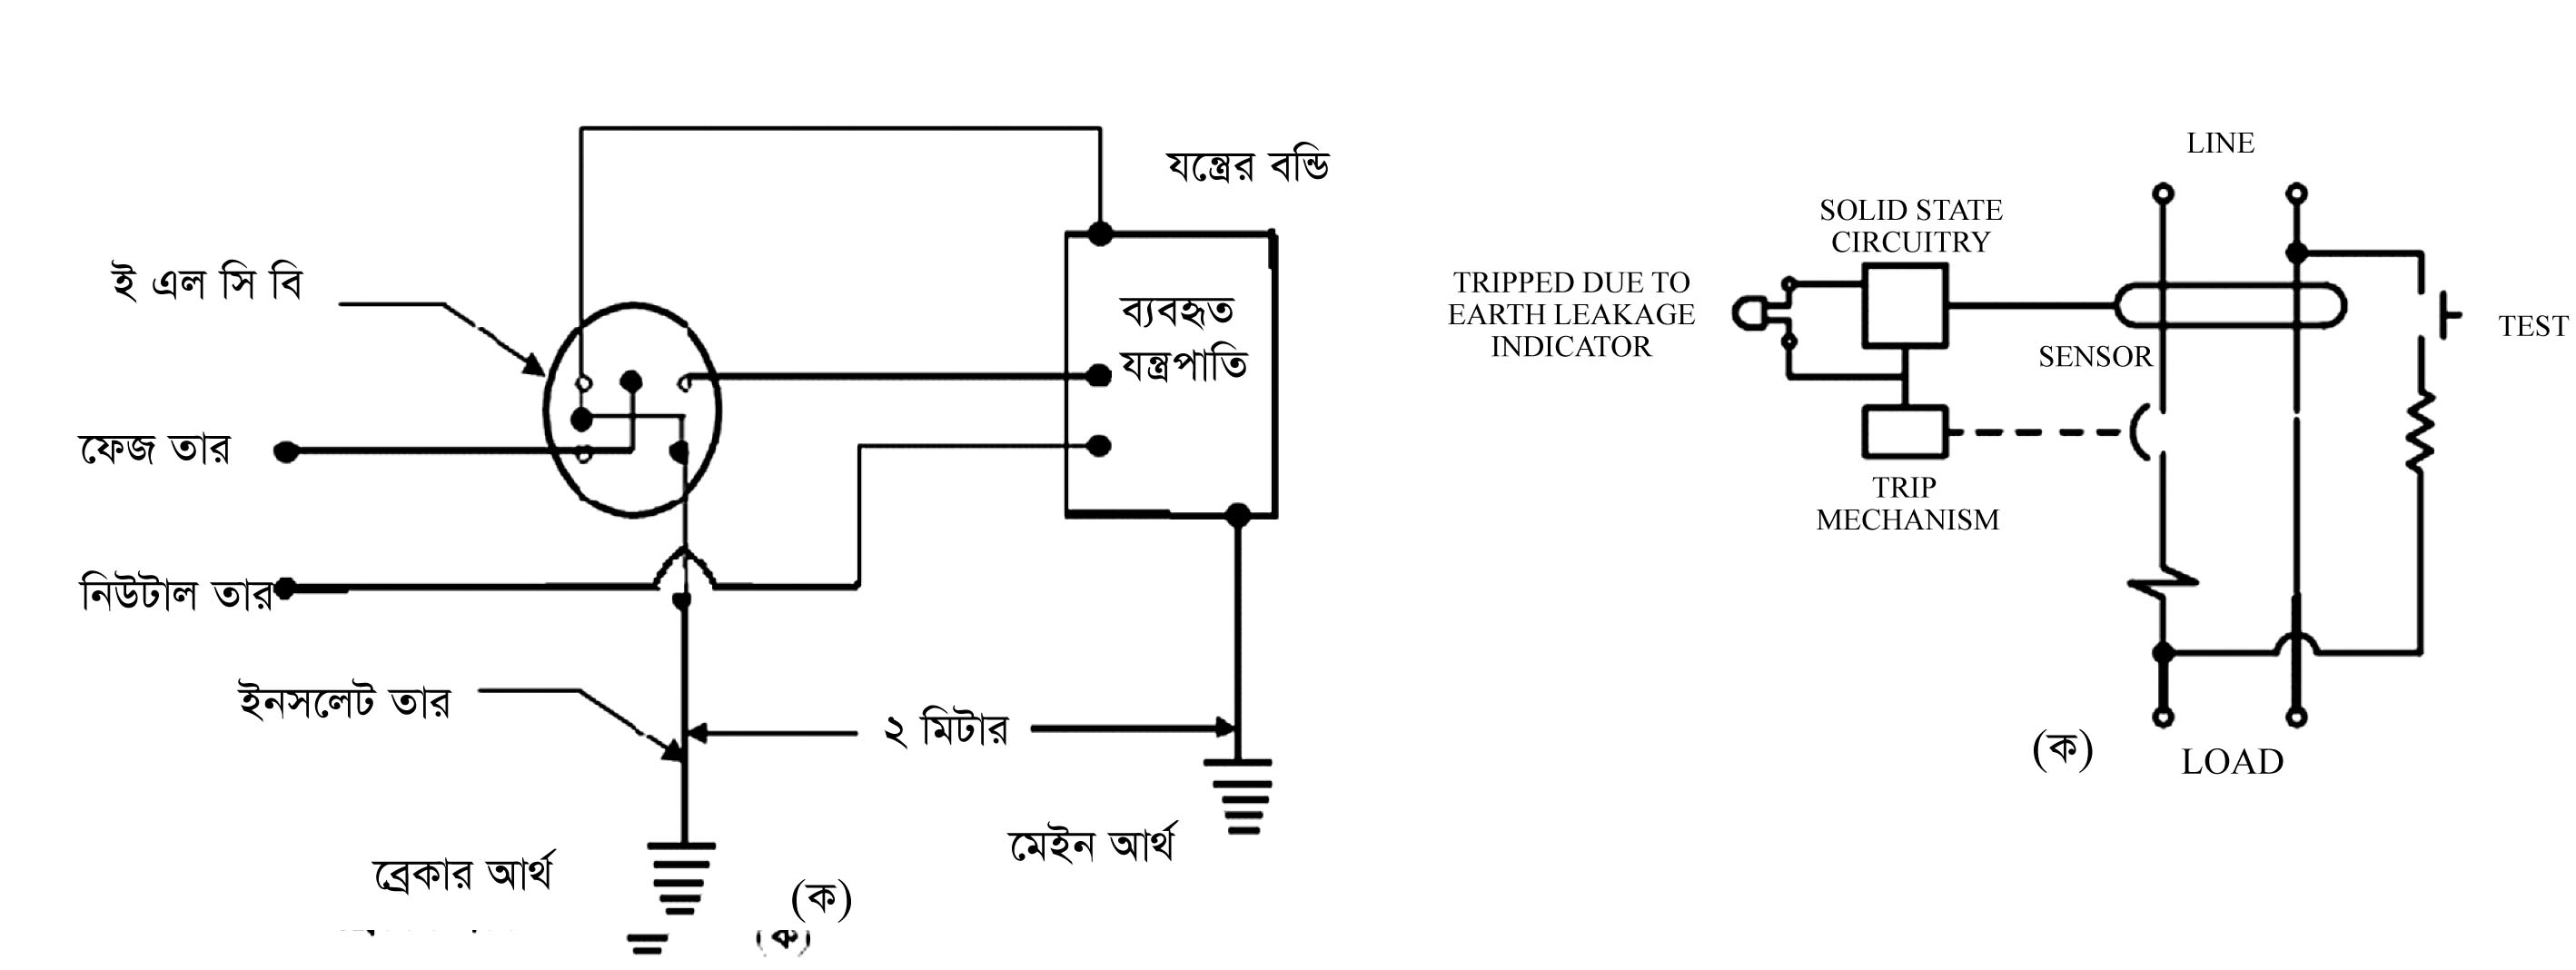 যন্ত্রের বডি
ই এল সি বি
ব্যবহৃত
যন্ত্রপাতি
ফেজ তার
নিউটাল তার
ইনসলেট তার
২ মিটার
মেইন আর্থ
ব্রেকার আর্থ
(ক)
(ক)
LINE
SOLID STATE
CIRCUITRY
TRIPPED DUE TO
EARTH LEAKAGE
INDICATOR
SENSOR
TEST
TRIP
MECHANISM
(ক)
LOAD